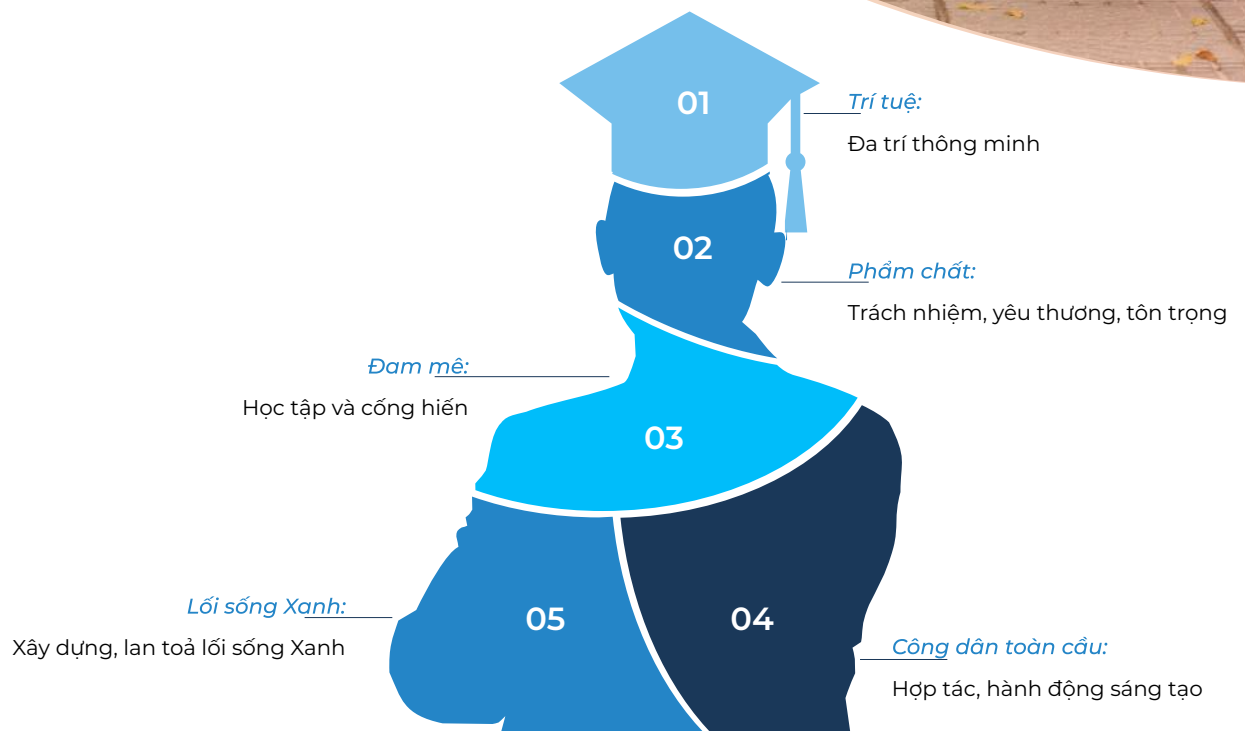 01
Trí tuệ:
Đa trí thông minh
02
Phẩm chất:
Trách nhiệm, yêu thương, tôn trọng
Đam mê:
Học tập và cống hiến
03
Lối sống Xanh:
Xây dựng, lan toả lối sống Xanh
05
04
Công dân toàn cầu:
Hợp tác, hành động sáng tạo